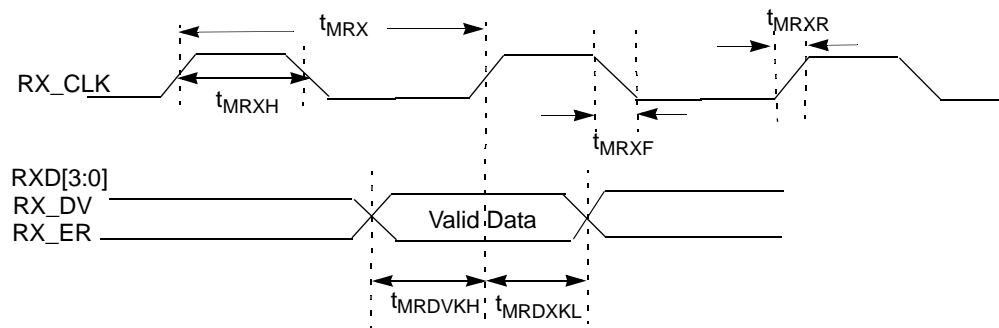 tMRX
tMRXR
RX_CLK
tMRXH
tMRXF
RXD[3:0]
RX_DV
Valid Data
RX_ER
tMRDVKH
tMRDXKL